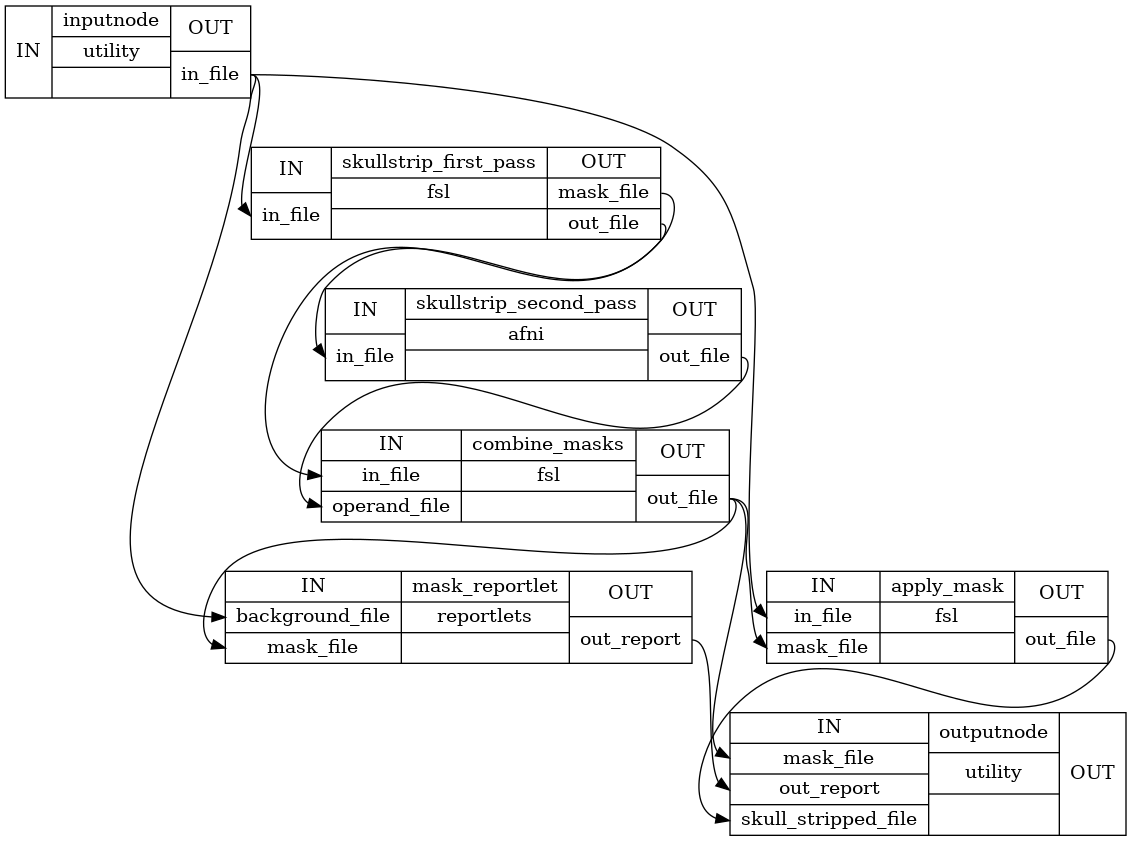 IN
inputnode
utility
OUT
in_file
IN
in_file
skullstrip_first_pass
fsl
OUT
mask_file
out_file
IN
in_file
skullstrip_second_pass
afni
OUT
out_file
IN
in_file
operand_file
combine_masks
fsl
OUT
out_file
IN
background_file
mask_file
mask_reportlet
reportlets
OUT
out_report
IN
in_file
mask_file
apply_mask
fsl
OUT
out_file
IN
mask_file
out_report
skull_stripped_file
outputnode
utility
OUT